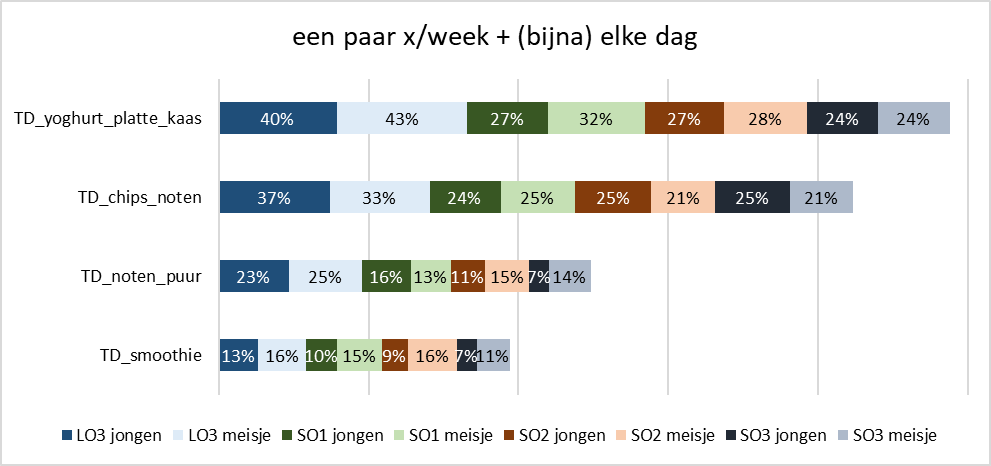 een paar x/week + (bijna) elke dag
TD_yoghurt_platte_kaas 40% 43% 27% 32% 27% 28% 24% 24%
TD_chips_noten 37% 33% 24% 25% 25% 21% 25% 21%
TD_noten_puur 23% 25% 16% 13% 11% 15% 7% 14%
TD_smoothie 13% 16% 10% 15% 9% 16% 7% 11%
LO3 jongen LO3 meisje SO1 jongen SO1 meisje SO2 jongen SO2 meisje SO3 jongen SO3 meisje